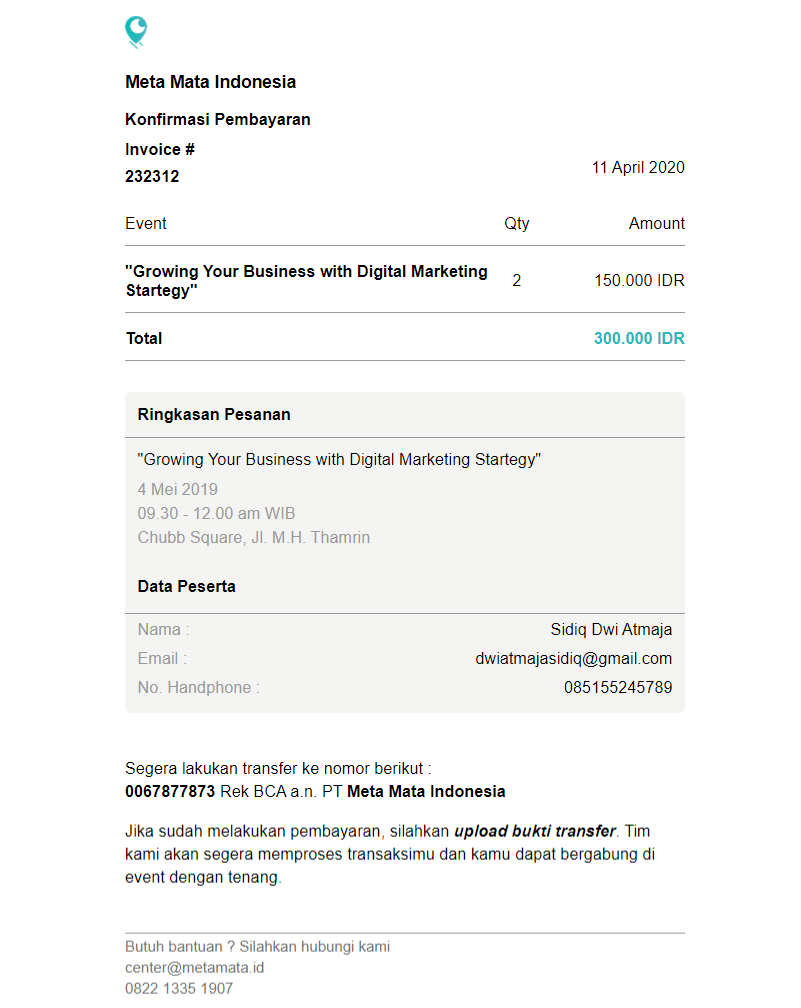 Meta Mata Indonesia
Konfirmasi Pembayaran
Invoice #
232312
11 April 2020
Event Qty Amount
"Growing Your Business with Digital Marketing
Startegy" 2 150.000 IDR
Total 300.000 IDR
Ringkasan Pesanan
"Growing Your Business with Digital Marketing Startegy"
4 Mei 2019
09.30 - 12.00 am WIB
Chubb Square, Jl. M.H. Thamrin
Data Peserta
Nama : Sidiq Dwi Atmaja
Email : dwiatmajasidiq@gmail.com
No. Handphone : 085155245789
Segera lakukan transfer ke nomor berikut :
0067877873 Rek BCA a.n. PT Meta Mata Indonesia
Jika sudah melakukan pembayaran, silahkan upload bukti transfer. Tim
kami akan segera memproses transaksimu dan kamu dapat bergabung di
event dengan tenang.
Butuh bantuan ? Silahkan hubungi kami
center@metamata.id
0822 1335 1907